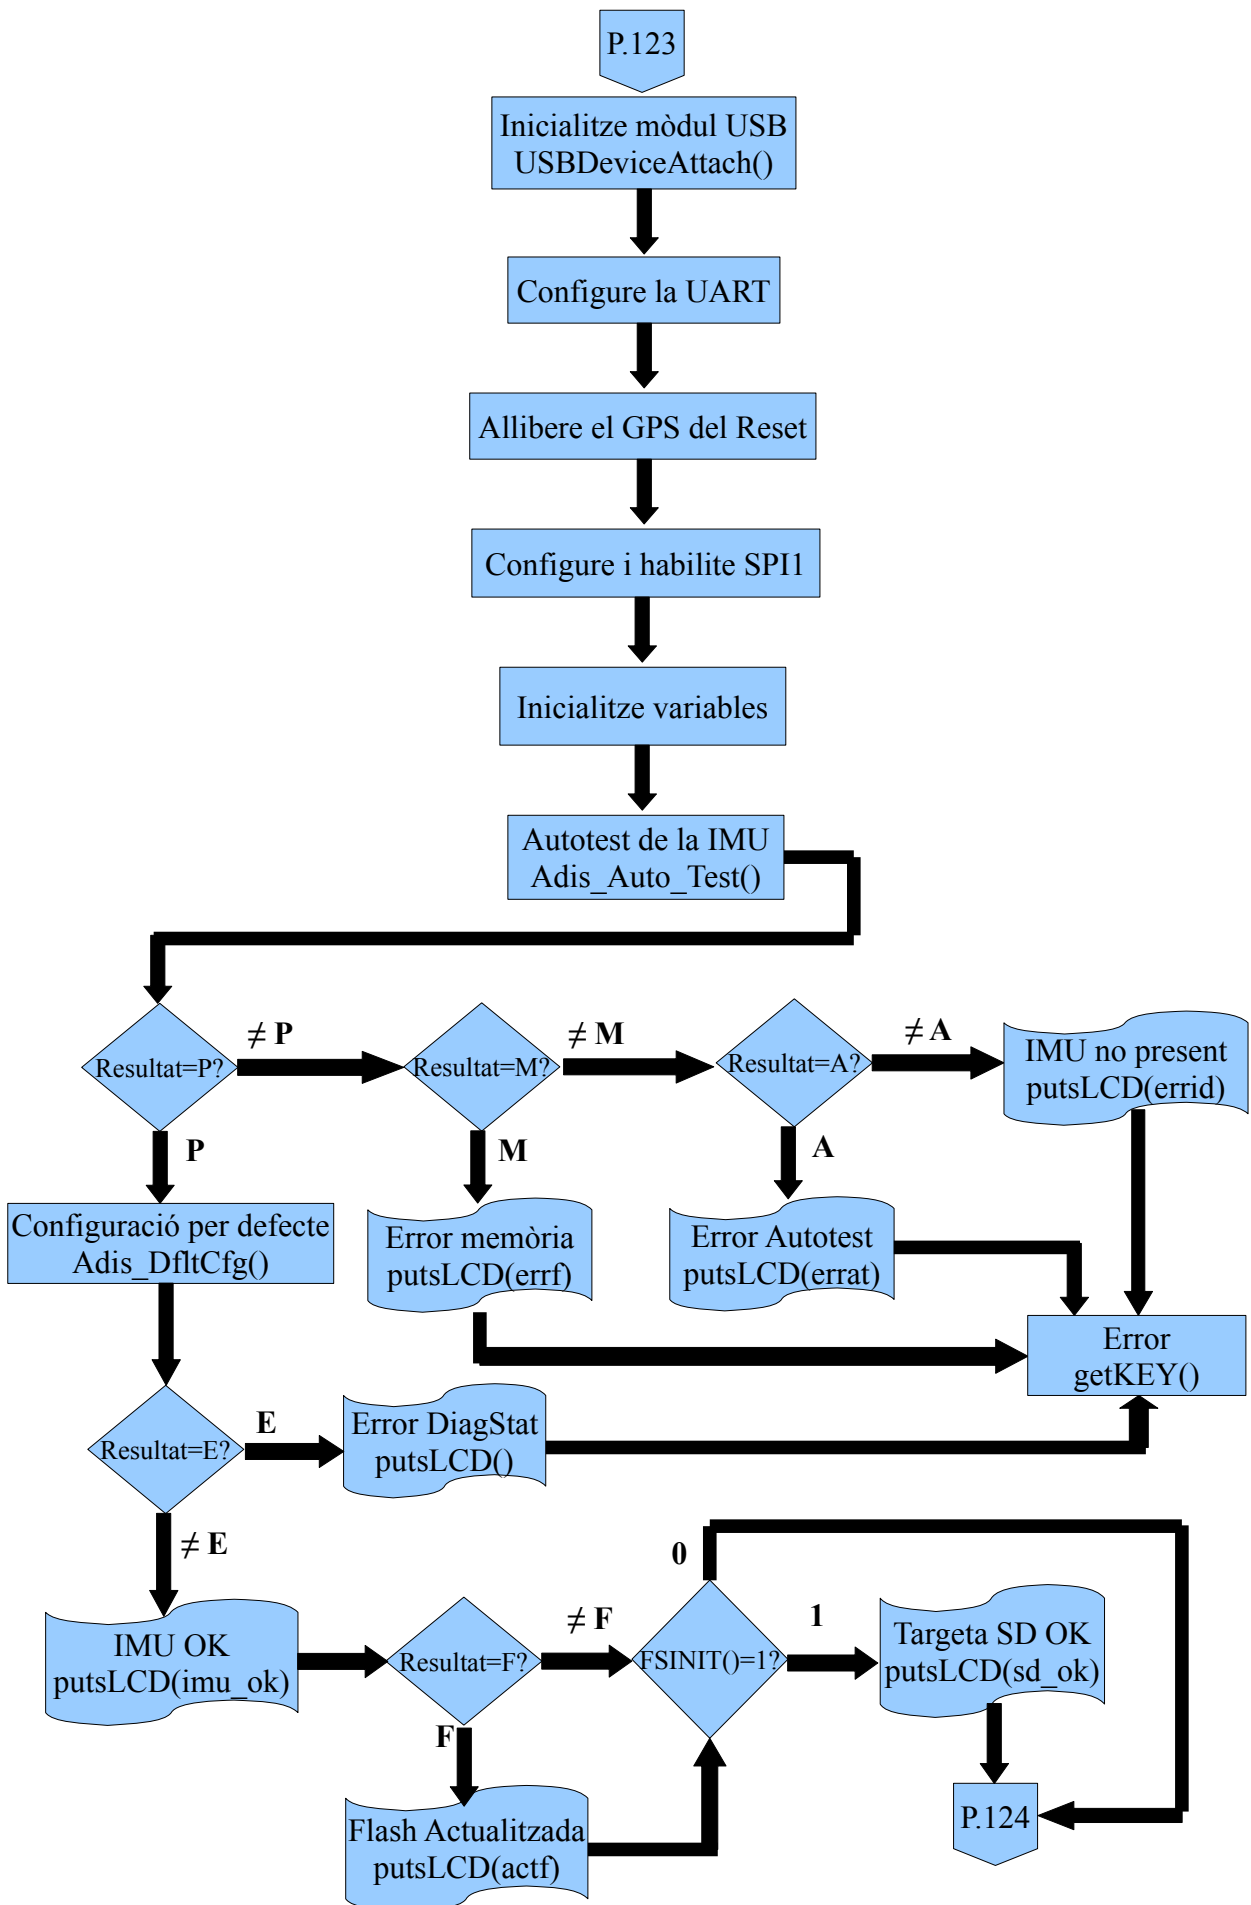 P.123
Inicialitze mòdul USB
USBDeviceAttach()
Configure la UART
Allibere el GPS del Reset
Configure i habilite SPI1
Inicialitze variables
Autotest de la IMU
Adis_Auto_Test()
Resultat=P?
≠ P
Resultat=M?
≠ M
Resultat=A?
≠ A
IMU no present
putsLCD(errid)
P
M
A
Configuració per defecte
Adis_DfltCfg()
Error memòria
putsLCD(errf)
Error Autotest
putsLCD(errat)
Error
getKEY()
Resultat=E?
E
Error DiagStat
putsLCD()
≠ E
IMU OK
putsLCD(imu_ok)
Resultat=F?
≠ F
FSINIT()=1?
0
1
Targeta SD OK
putsLCD(sd_ok)
F
Flash Actualitzada
putsLCD(actf)
P.124